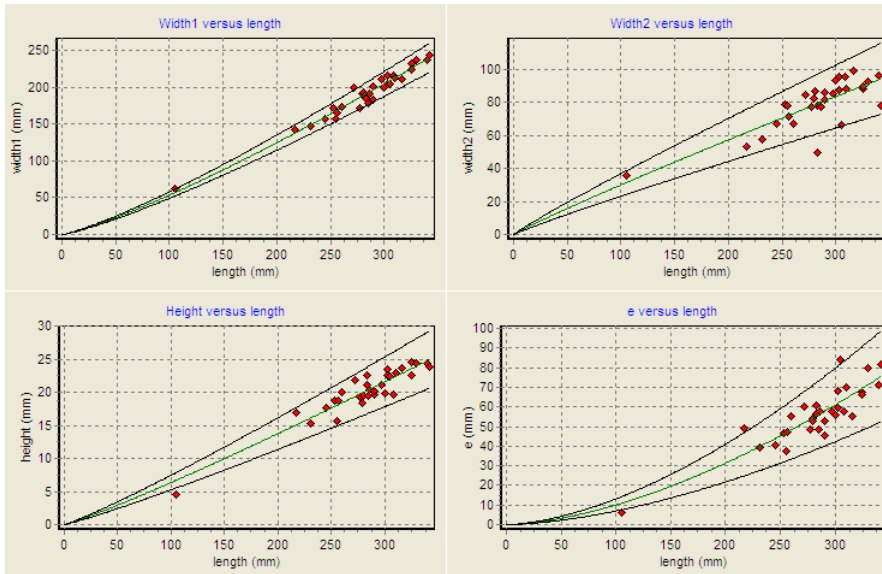 Width1 versus length
width1 (mm)
250
200
150
100
50
0
0 50 100 150 200 250 300
length (mm)
Width2 versus length
width2 (mm)
100
80
60
40
20
0
0 50 100 150 200 250 300
length (mm)
Height versus length
height (mm)
30
25
20
15
10
5
0
0 50 100 150 200 250 300
length (mm)
e versus length
e (mm)
100
90
80
70
60
50
40
30
20
10
0
0 50 100 150 200 250 300
length (mm)